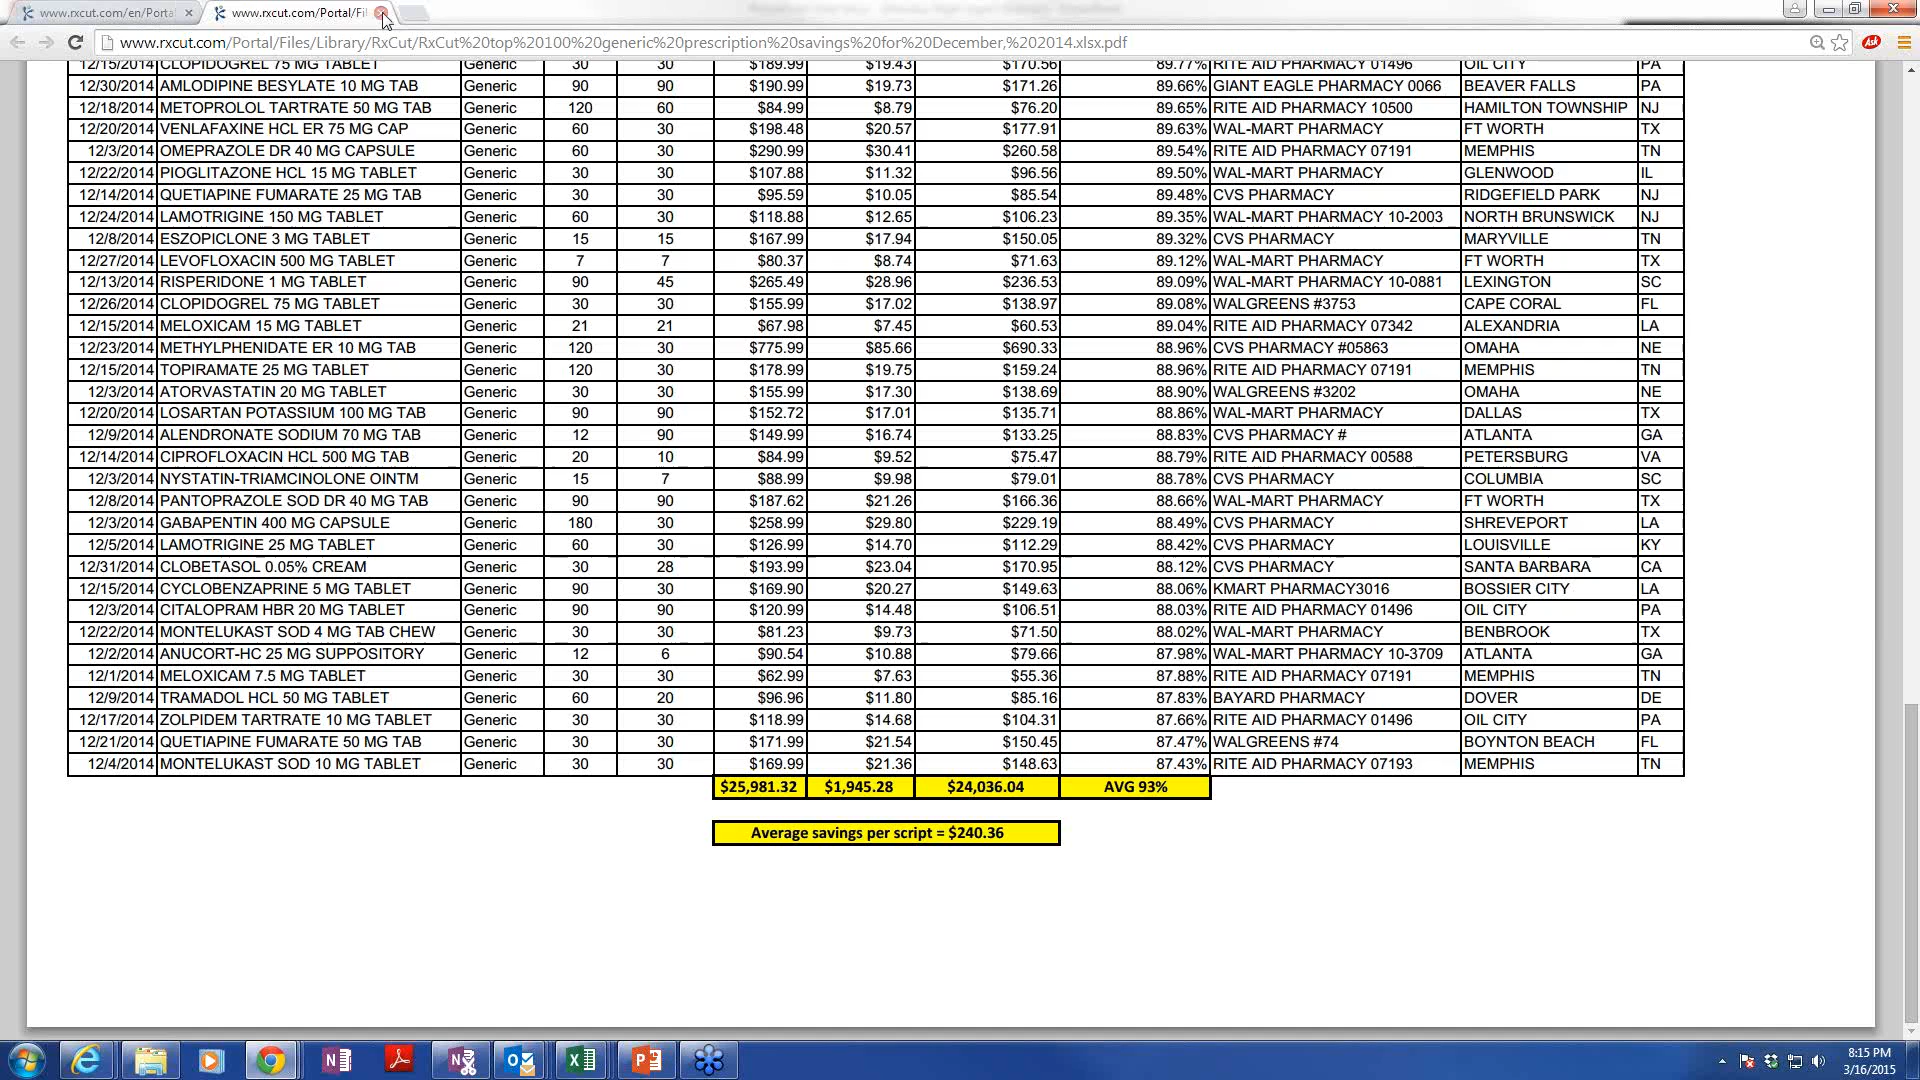 www.rxcut.com/en/Porta
www.rxcut.com/Portal/Fil
www.rxcut.com/Portal/Files/Library/RxCut/RxCut%20top%20100%20generic%20prescription%20savings%20for%20December,%202014.xlsx.pdf
Ask
12/15/2014 CLOPIDOGREL 75 MG TABLET Generic 30 30 $189.99 $19.43 $170.56 89.77% RITE AID PHARMACY 01496 OIL CITY PA
12/30/2014 AMLODIPINE BESYLATE 10 MG TAB Generic 90 90 $190.99 $19.73 $171.26 89.66% GIANT EAGLE PHARMACY 0066 BEAVER FALLS PA
12/18/2014 METOPROLOL TARTRATE 50 MG TAB Generic 120 60 $84.99 $8.79 $76.20 89.65% RITE AID PHARMACY 10500 HAMILTON TOWNSHIP NJ
12/20/2014 VENLAFAXINE HCL ER 75 MG CAP Generic 60 30 $198.48 $20.57 $177.91 89.63% WAL-MART PHARMACY FT WORTH TX
12/3/2014 OMEPRAZOLE DR 40 MG CAPSULE Generic 60 30 $290.99 $30.41 $260.58 89.54% RITE AID PHARMACY 07191 MEMPHIS TN
12/22/2014 PIOGLITAZONE HCL 15 MG TABLET Generic 30 30 $107.88 $11.32 $96.56 89.50% WAL-MART PHARMACY GLENWOOD IL
12/14/2014 QUETIAPINE FUMARATE 25 MG TAB Generic 30 30 $95.59 $10.05 $85.54 89.48% CVS PHARMACY RIDGEFIELD PARK NJ
12/24/2014 LAMOTRIGINE 150 MG TABLET Generic 60 30 $118.88 $12.65 $106.23 89.35% WAL-MART PHARMACY 10-2003 NORTH BRUNSWICK NJ
12/8/2014 ESZOPICLONE 3 MG TABLET Generic 15 15 $167.99 $17.94 $150.05 89.32% CVS PHARMACY MARYVILLE TN
12/27/2014 LEVOFLOXACIN 500 MG TABLET Generic 7 7 $80.37 $8.74 $71.63 89.12% WAL-MART PHARMACY FT WORTH TX
12/13/2014 RISPERIDONE 1 MG TABLET Generic 90 45 $265.49 $28.96 $236.53 89.09% WAL-MART PHARMACY 10-0881 LEXINGTON SC
12/26/2014 CLOPIDOGREL 75 MG TABLET Generic 30 30 $155.99 $17.02 $138.97 89.08% WALGREENS #3753 CAPE CORAL FL
12/15/2014 MELOXICAM 15 MG TABLET Generic 21 21 $67.98 $7.45 $60.53 89.04% RITE AID PHARMACY 07342 ALEXANDRIA LA
12/23/2014 METHYLPHENIDATE ER 10 MG TAB Generic 120 30 $775.99 $85.66 $690.33 88.96% CVS PHARMACY #05863 OMAHA NE
12/15/2014 TOPIRAMATE 25 MG TABLET Generic 120 30 $178.99 $19.75 $159.24 88.96% RITE AID PHARMACY 07191 MEMPHIS TN
12/3/2014 ATORVASTATIN 20 MG TABLET Generic 30 30 $155.99 $17.30 $138.69 88.90% WALGREENS #3202 OMAHA NE
12/20/2014 LOSARTAN POTASSIUM 100 MG TAB Generic 90 90 $152.72 $17.01 $135.71 88.86% WAL-MART PHARMACY DALLAS TX
12/9/2014 ALENDRONATE SODIUM 70 MG TAB Generic 12 90 $149.99 $16.74 $133.25 88.83% CVS PHARMACY # ATLANTA GA
12/14/2014 CIPROFLOXACIN HCL 500 MG TAB Generic 20 10 $84.99 $9.52 $75.47 88.79% RITE AID PHARMACY 00588 PETERSBURG VA
12/3/2014 NYSTATIN-TRIAMCINOLONE OINTM Generic 15 7 $88.99 $9.98 $79.01 88.78% CVS PHARMACY COLUMBIA SC
12/8/2014 PANTOPRAZOLE SOD DR 40 MG TAB Generic 90 90 $187.62 $21.26 $166.36 88.66% WAL-MART PHARMACY FT WORTH TX
12/3/2014 GABAPENTIN 400 MG CAPSULE Generic 180 30 $258.99 $29.80 $229.19 88.49% CVS PHARMACY SHREVEPORT LA
12/5/2014 LAMOTRIGINE 25 MG TABLET Generic 60 30 $126.99 $14.70 $112.29 88.42% CVS PHARMACY LOUISVILLE KY
12/31/2014 CLOBETASOL 0.05% CREAM Generic 30 28 $193.99 $23.04 $170.95 88.12% CVS PHARMACY SANTA BARBARA CA
12/15/2014 CYCLOBENZAPRINE 5 MG TABLET Generic 90 30 $169.90 $20.27 $149.63 88.06% KMART PHARMACY3016 BOSSIER CITY LA
12/3/2014 CITALOPRAM HBR 20 MG TABLET Generic 90 90 $120.99 $14.48 $106.51 88.03% RITE AID PHARMACY 01496 OIL CITY PA
12/22/2014 MONTELUKAST SOD 4 MG TAB CHEW Generic 30 30 $81.23 $9.73 $71.50 88.02% WAL-MART PHARMACY BENBROOK TX
12/2/2014 ANUCORT-HC 25 MG SUPPOSITORY Generic 12 6 $90.54 $10.88 $79.66 87.98% WAL-MART PHARMACY 10-3709 ATLANTA GA
12/1/2014 MELOXICAM 7.5 MG TABLET Generic 30 30 $62.99 $7.63 $55.36 87.88% RITE AID PHARMACY 07191 MEMPHIS TN
12/9/2014 TRAMADOL HCL 50 MG TABLET Generic 60 20 $96.96 $11.80 $85.16 87.83% BAYARD PHARMACY DOVER DE
12/17/2014 ZOLPIDEM TARTRATE 10 MG TABLET Generic 30 30 $118.99 $14.68 $104.31 87.66% RITE AID PHARMACY 01496 OIL CITY PA
12/21/2014 QUETIAPINE FUMARATE 50 MG TAB Generic 30 30 $171.99 $21.54 $150.45 87.47% WALGREENS #74 BOYNTON BEACH FL
12/4/2014 MONTELUKAST SOD 10 MG TABLET Generic 30 30 $169.99 $21.36 $148.63 87.43% RITE AID PHARMACY 07193 MEMPHIS TN
$25,981.32 $1,945.28 $24,036.04 AVG 93%
Average savings per script = $240.36
8:15 PM
3/16/2015